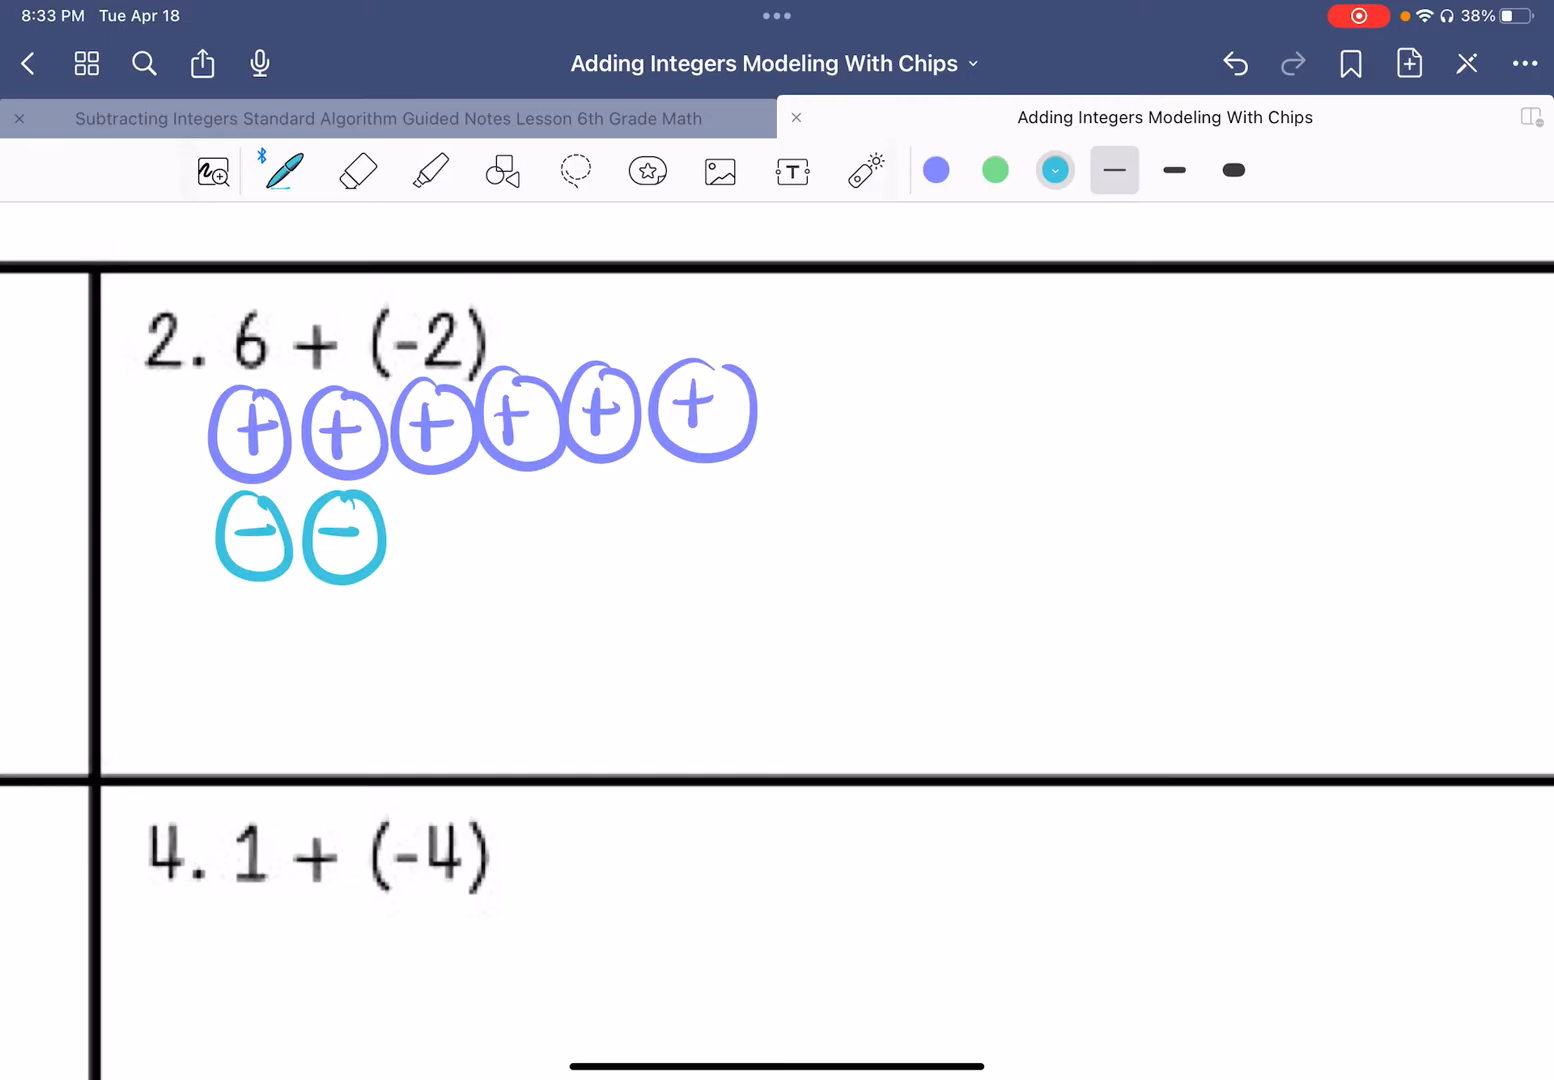 8:33 PM Tue Apr 18
38%
Adding Integers Modeling With Chips
Subtracting Integers Standard Algorithm Guided Notes Lesson 6th Grade Math
Adding Integers Modeling With Chips
T
2. 6 + (-2)
+ + + + + +
- -
4. 1 + (-4)